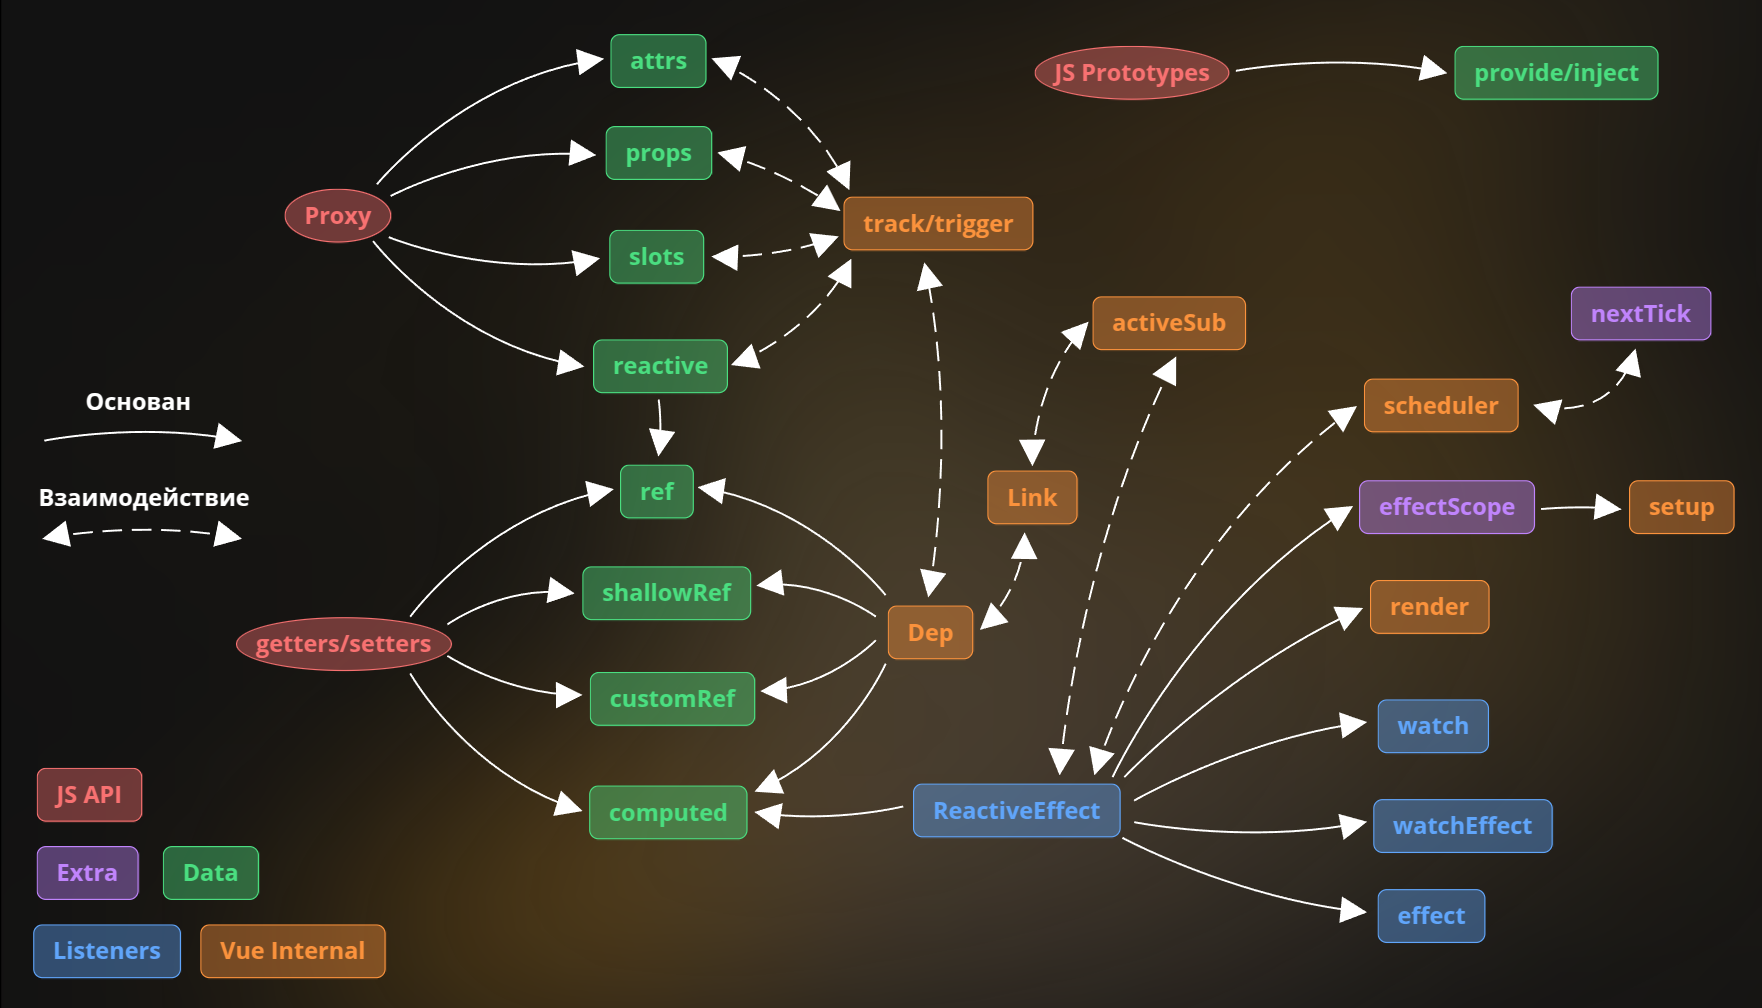 attrs
JS Prototypes
provide/inject
props
Proxy
track/trigger
slots
nextTick
activeSub
reactive
Основан
scheduler
Взаимодействие
ref
Link
effectScope
setup
shallowRef
render
Dep
getters/setters
customRef
watch
JS API
computed
ReactiveEffect
watchEffect
Extra
Data
effect
Listeners
Vue Internal